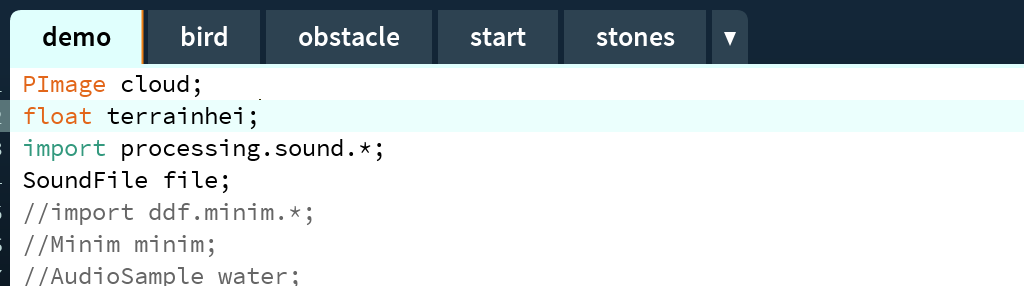 demo bird obstacle start stones ▼
PImage cloud;
float terrainhei;
import processing.sound.*;
SoundFile file;
//import ddf.minim.*;
//Minim minim;
//AudioSample water;